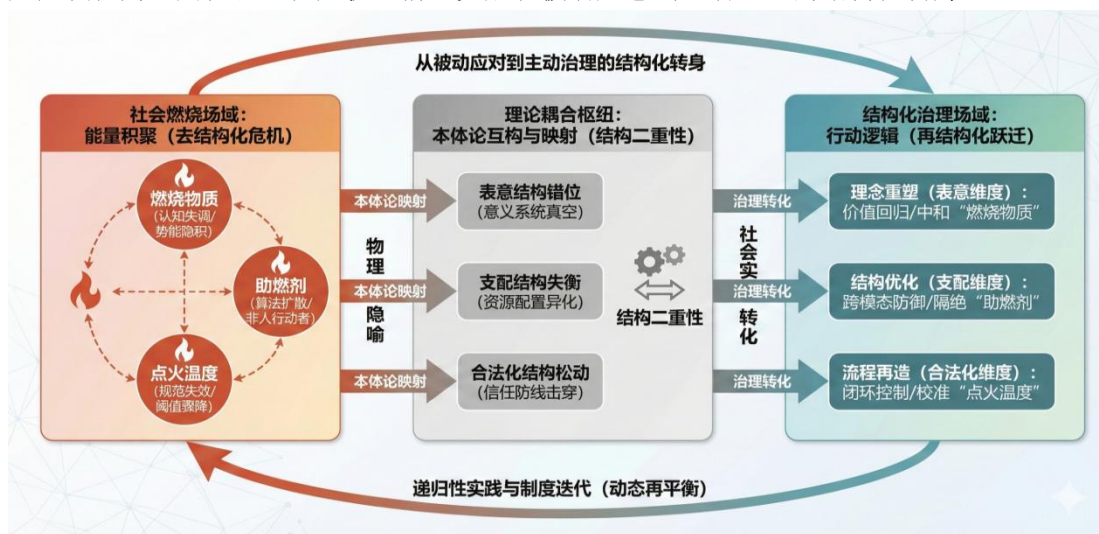 从被动应对到主动治理的结构化转身
社会燃烧场域：
能量积聚（去结构化危机）
燃烧物质
(认知失调/
势能隐积)
助燃剂
(算法扩散/
非人行动者)
点火温度
(规范失效/
阈值骤降)
本体论映射
物理
本体论映射
隐喻
本体论映射
理论耦合枢纽：
本体论互构与映射（结构二重性）
表意结构错位
(意义系统真空)
支配结构失衡
(资源配置异化)
合法化结构松动
(信任防线击穿)
结构二重性
治理转化
社会实
治理转化
转化
治理转化
结构化治理场域：
行动逻辑（再结构化跃迁）
理念重塑（表意维度）：
价值回归/中和“燃烧物质”
结构优化（支配维度）：
跨模态防御/隔绝“助燃剂”
流程再造（合法化维度）：
闭环控制/校准“点火温度”
递归性实践与制度迭代（动态再平衡）